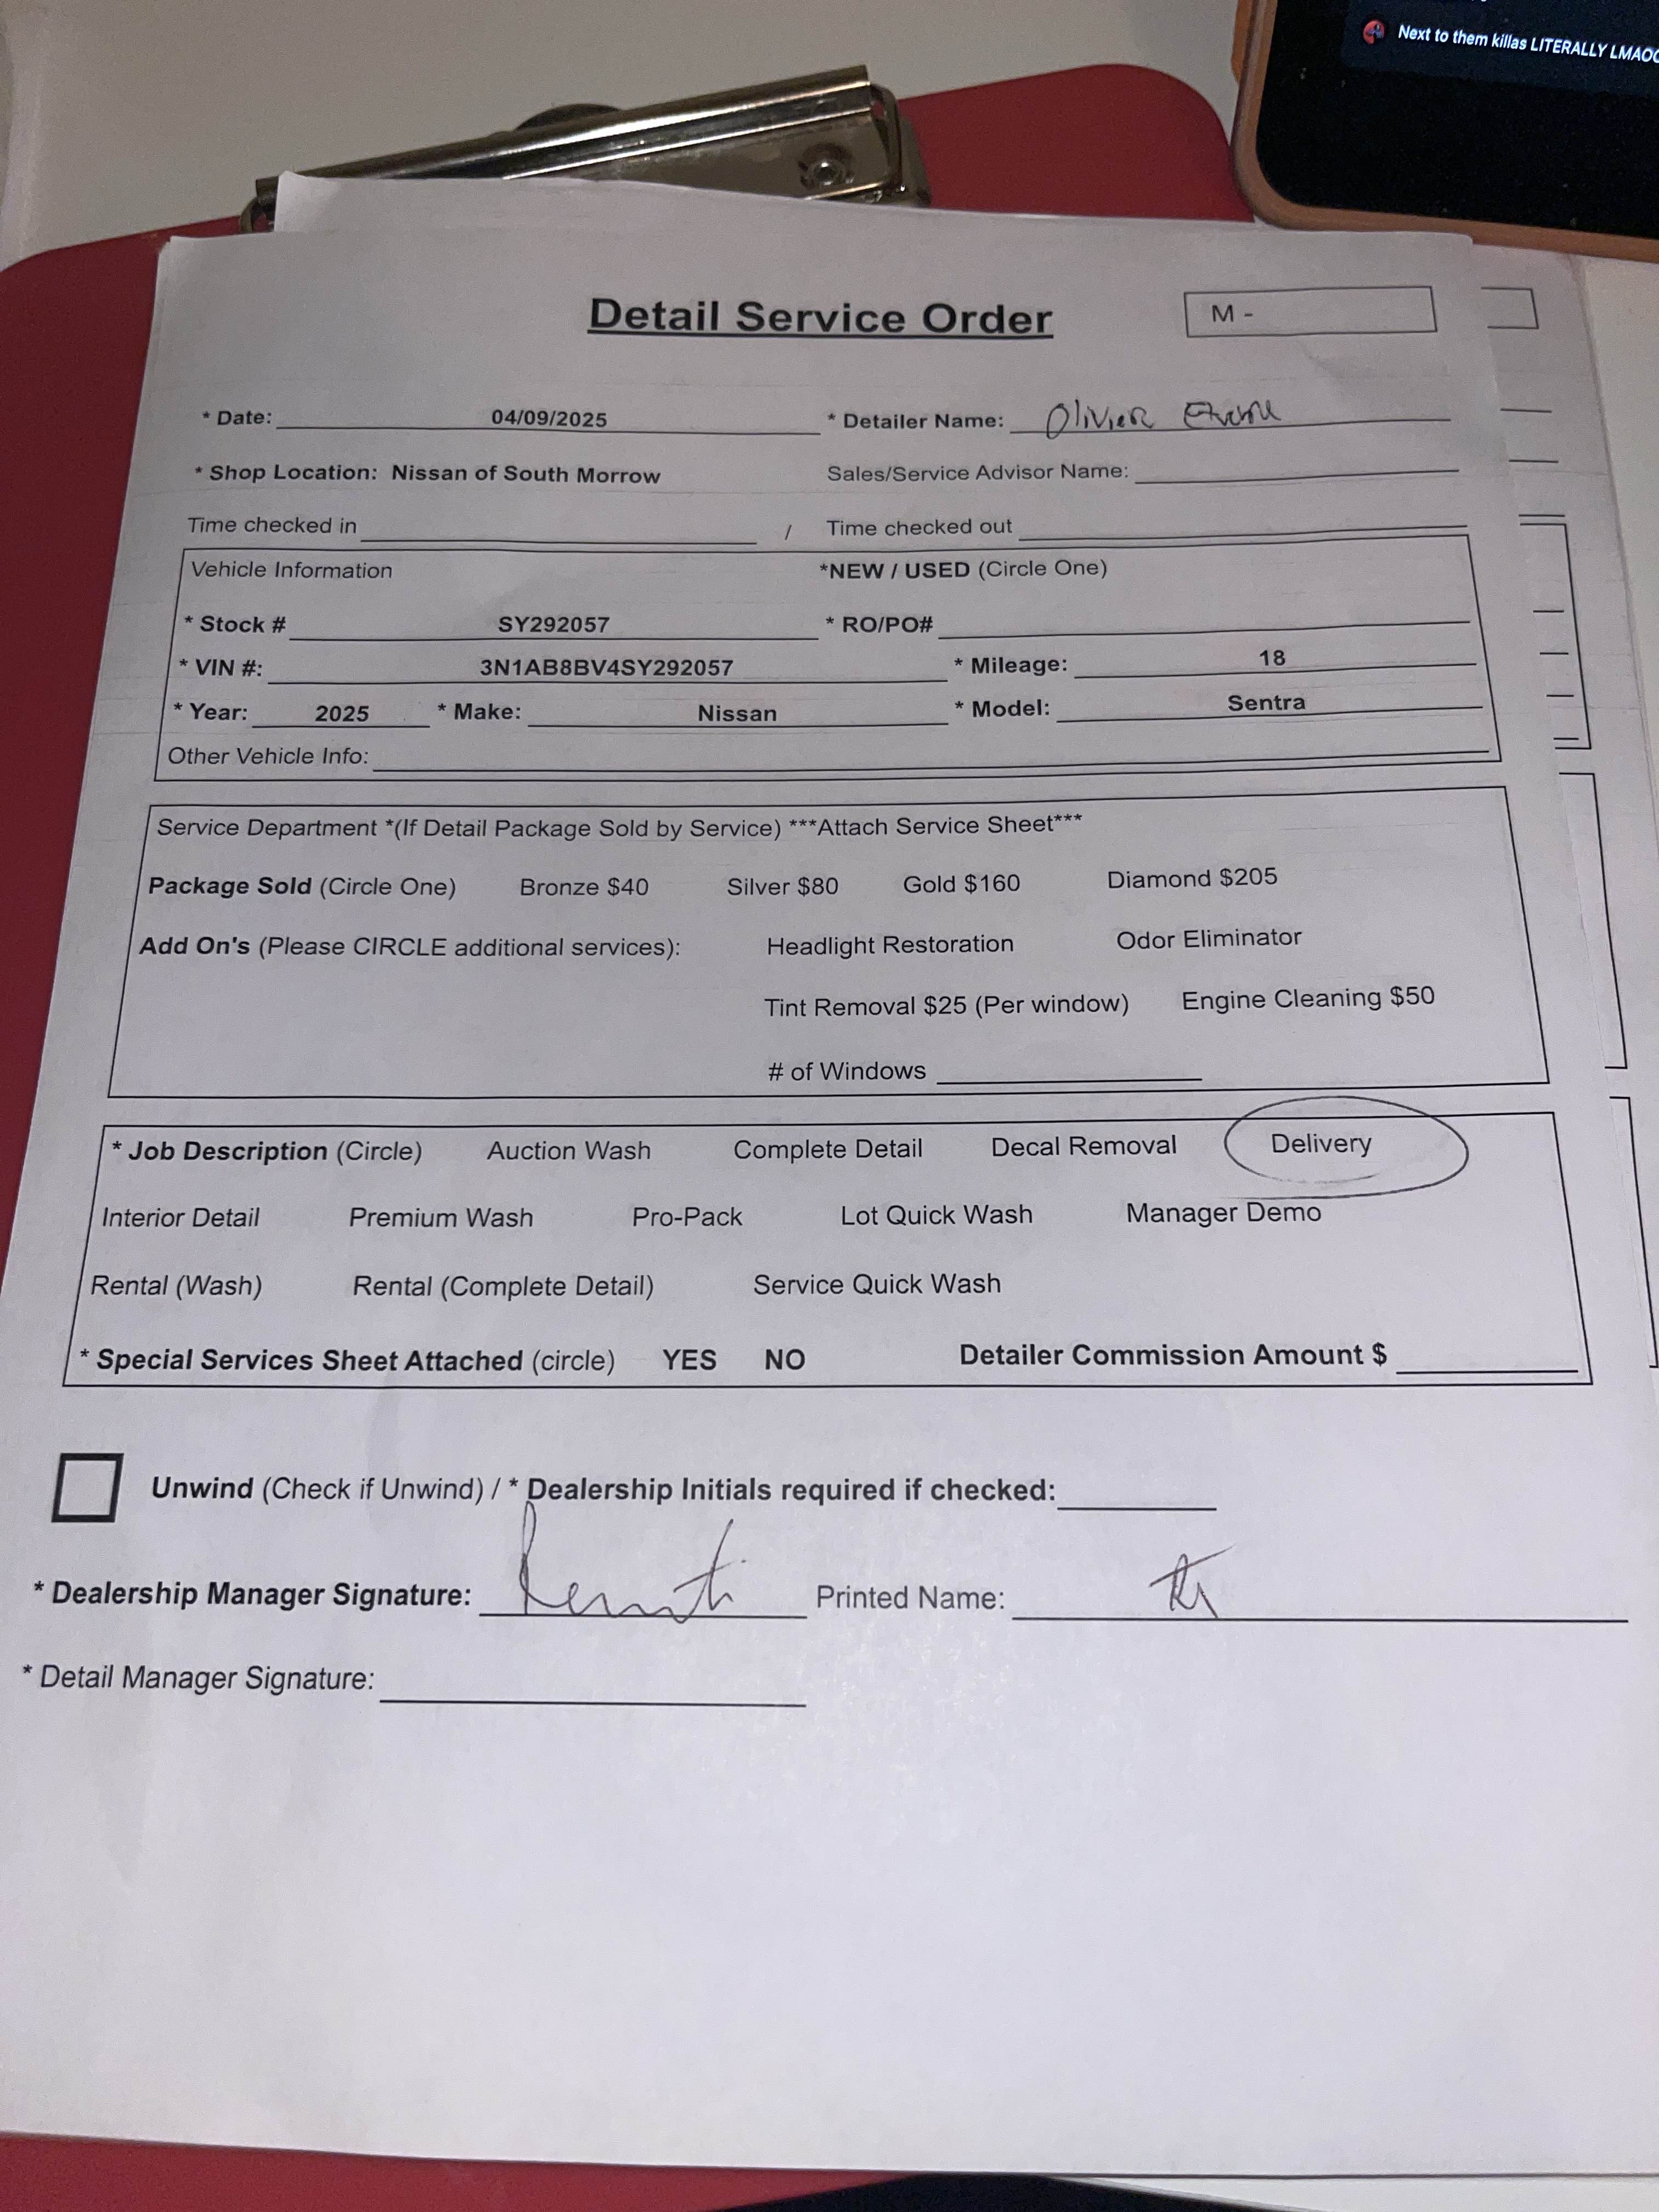 Next to them killas LITERALLY LMAOO
Detail Service Order
M -
* Date: 04/09/2025 * Detailer Name: Olivier
* Shop Location: Nissan of South Morrow Sales/Service Advisor Name:
Time checked in / Time checked out
Vehicle Information *NEW / USED (Circle One)
* Stock # SY292057 * RO/PO#
* VIN #: 3N1AB8BV4SY292057 * Mileage: 18
* Year: 2025 * Make: Nissan * Model: Sentra
Other Vehicle Info:
Service Department *(If Detail Package Sold by Service) ***Attach Service Sheet***
Package Sold (Circle One) Bronze $40 Silver $80 Gold $160 Diamond $205
Add On's (Please CIRCLE additional services): Headlight Restoration Odor Eliminator
Tint Removal $25 (Per window) Engine Cleaning $50
# of Windows
* Job Description (Circle) Auction Wash Complete Detail Decal Removal Delivery
Interior Detail Premium Wash Pro-Pack Lot Quick Wash Manager Demo
Rental (Wash) Rental (Complete Detail) Service Quick Wash
* Special Services Sheet Attached (circle) YES NO Detailer Commission Amount $
Unwind (Check if Unwind) / * Dealership Initials required if checked:
* Dealership Manager Signature: Printed Name:
* Detail Manager Signature: